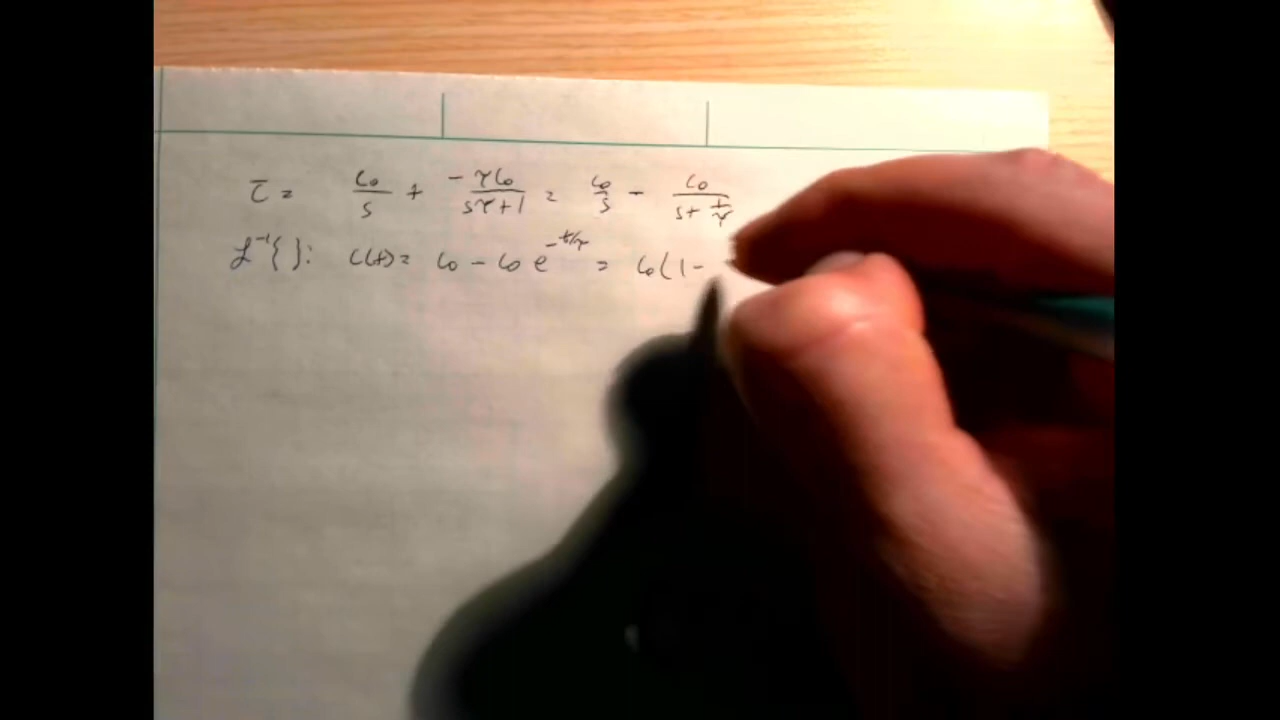 c̄ = c₀/s + -τc₀/(sτ+1) = c₀/s - c₀/(s+1/τ)
ℒ⁻¹{ }: c(t) = c₀ - c₀ e^(-t/τ) = c₀(1-